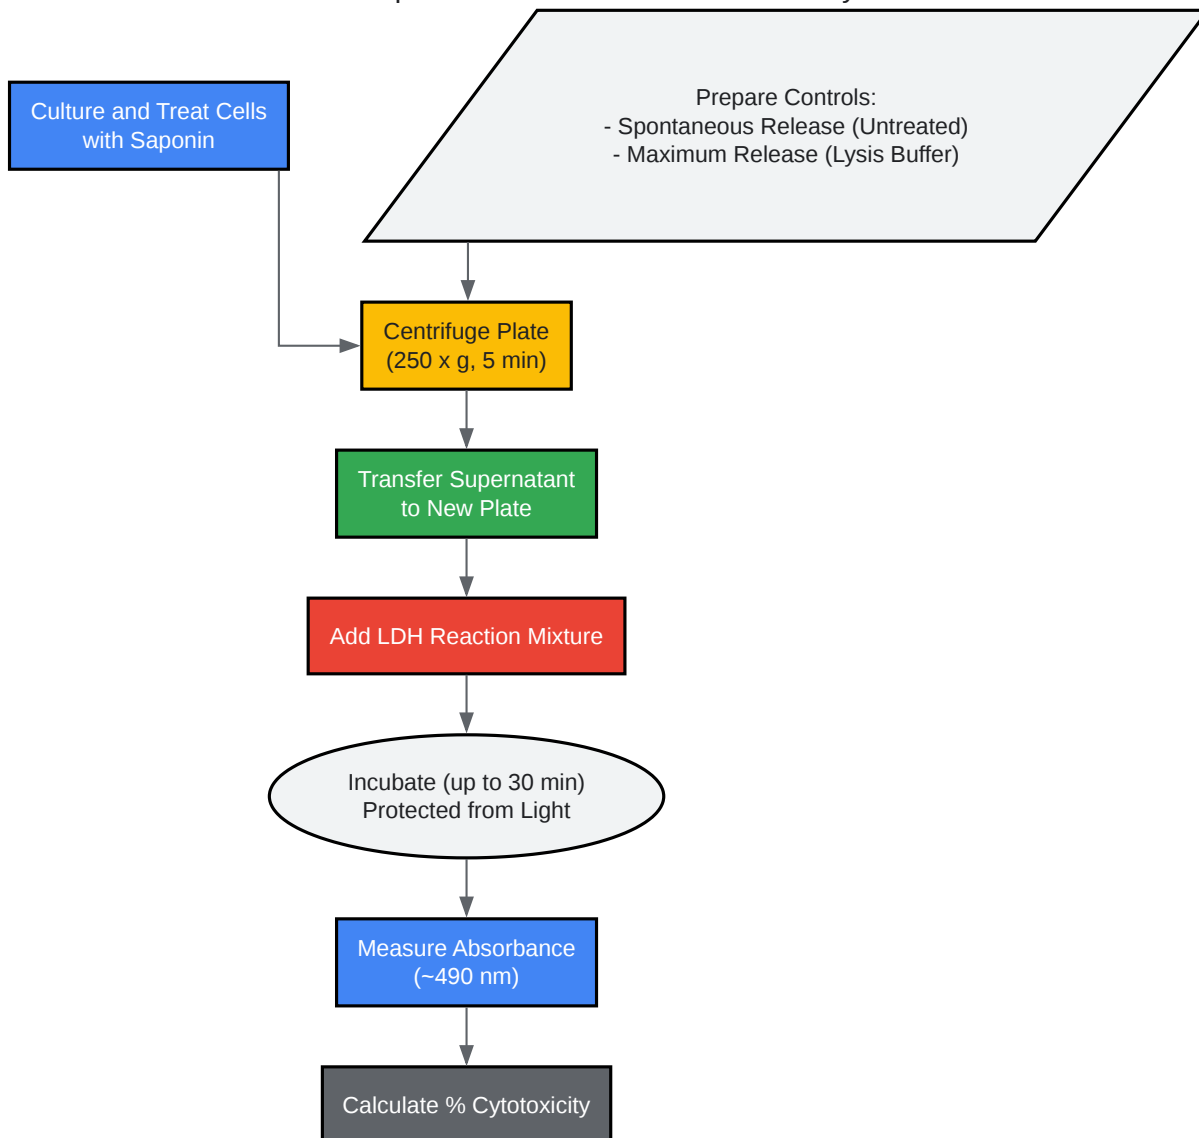 Culture and Treat Cells
with Saponin
Prepare Controls:
- Spontaneous Release (Untreated)
- Maximum Release (Lysis Buffer)
Centrifuge Plate
(250 x g, 5 min)
Transfer Supernatant
to New Plate
Add LDH Reaction Mixture
Incubate (up to 30 min)
Protected from Light
Measure Absorbance
(~490 nm)
Calculate % Cytotoxicity